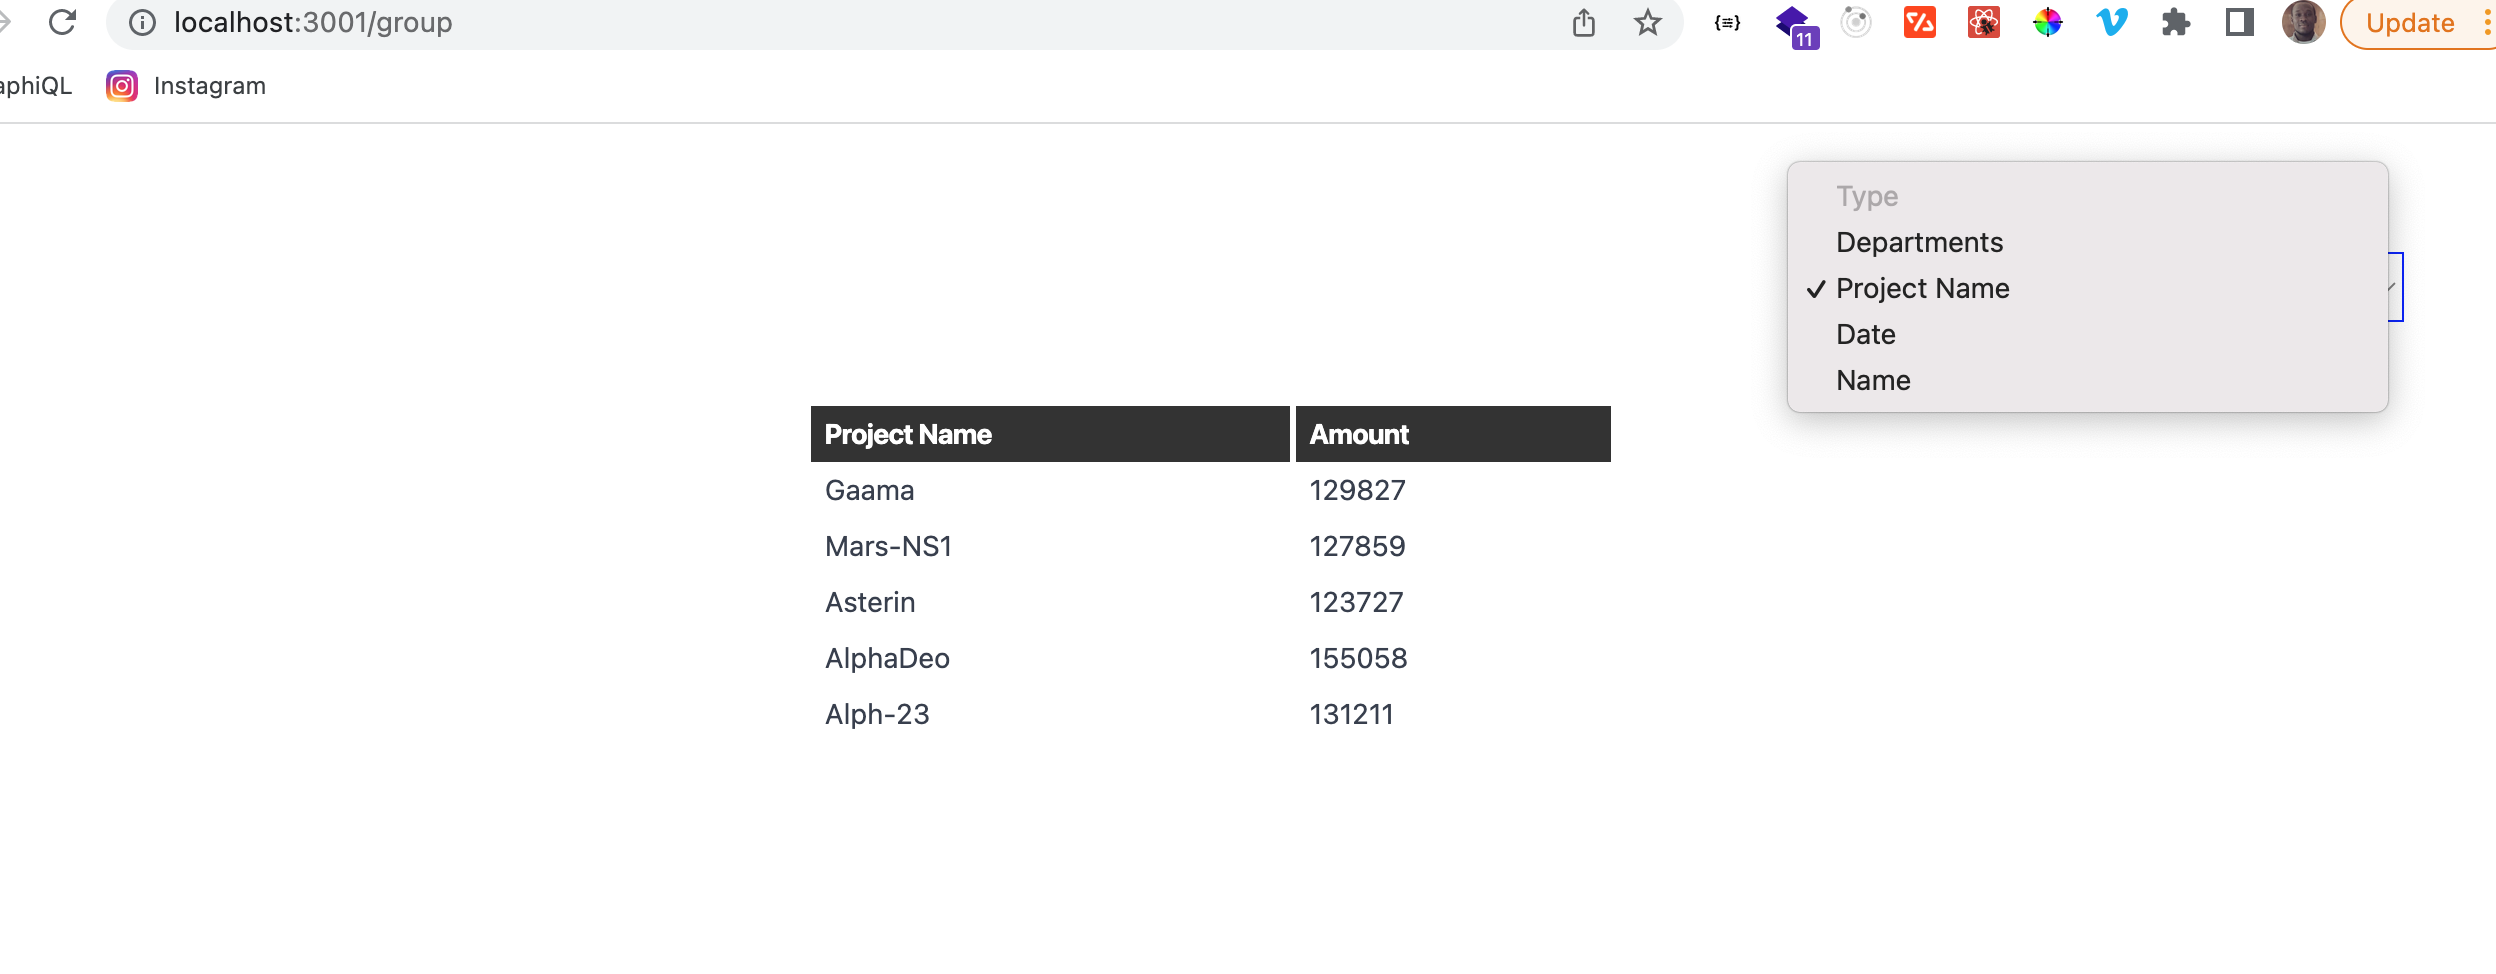 localhost:3001/group
11
Update
aphiQL
Instagram
Type
Departments
Project Name
Date
Name
Project Name Amount
Gaama 129827
Mars-NS1 127859
Asterin 123727
AlphaDeo 155058
Alph-23 131211